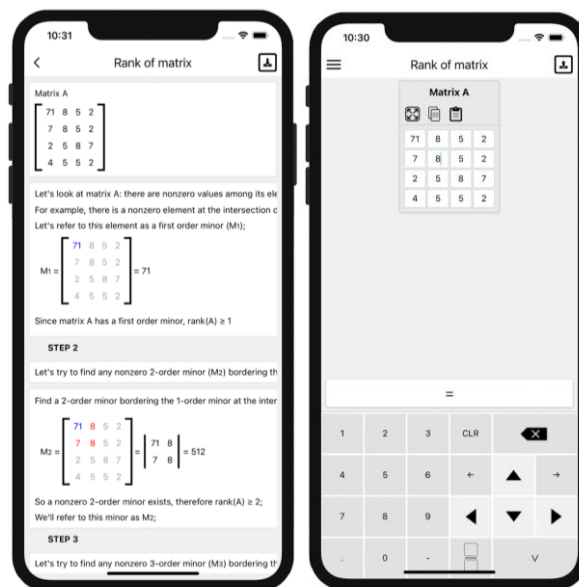 10:31
Rank of matrix
Matrix A
71 8 5 2
7 8 5 2
2 5 8 7
4 5 5 2
Let's look at matrix A: there are nonzero values among its ele
For example, there is a nonzero element at the intersection c
Let's refer to this element as a first order minor (M1);
71 8 5 2
7 8 5 2
M1 = = 71
2 5 8 7
4 5 5 2
Since matrix A has a first order minor, rank(A) ≥ 1
STEP 2
Let's try to find any nonzero 2-order minor (M2) bordering th
Find a 2-order minor bordering the 1-order minor at the inter
71 8 5 2
7 8 5 2 71 8
M2 = = = 512
2 5 8 7 7 8
4 5 5 2
So a nonzero 2-order minor exists, therefore rank(A) ≥ 2;
We'll refer to this minor as M2;
STEP 3
Let's try to find any nonzero 3-order minor (M3) bordering th
10:30
Rank of matrix
Matrix A
71 8 5 2
7 8 5 2
2 5 8 7
4 5 5 2
=
1 2 3 CLR
4 5 6 ←  →
7 8 9
. 0 -